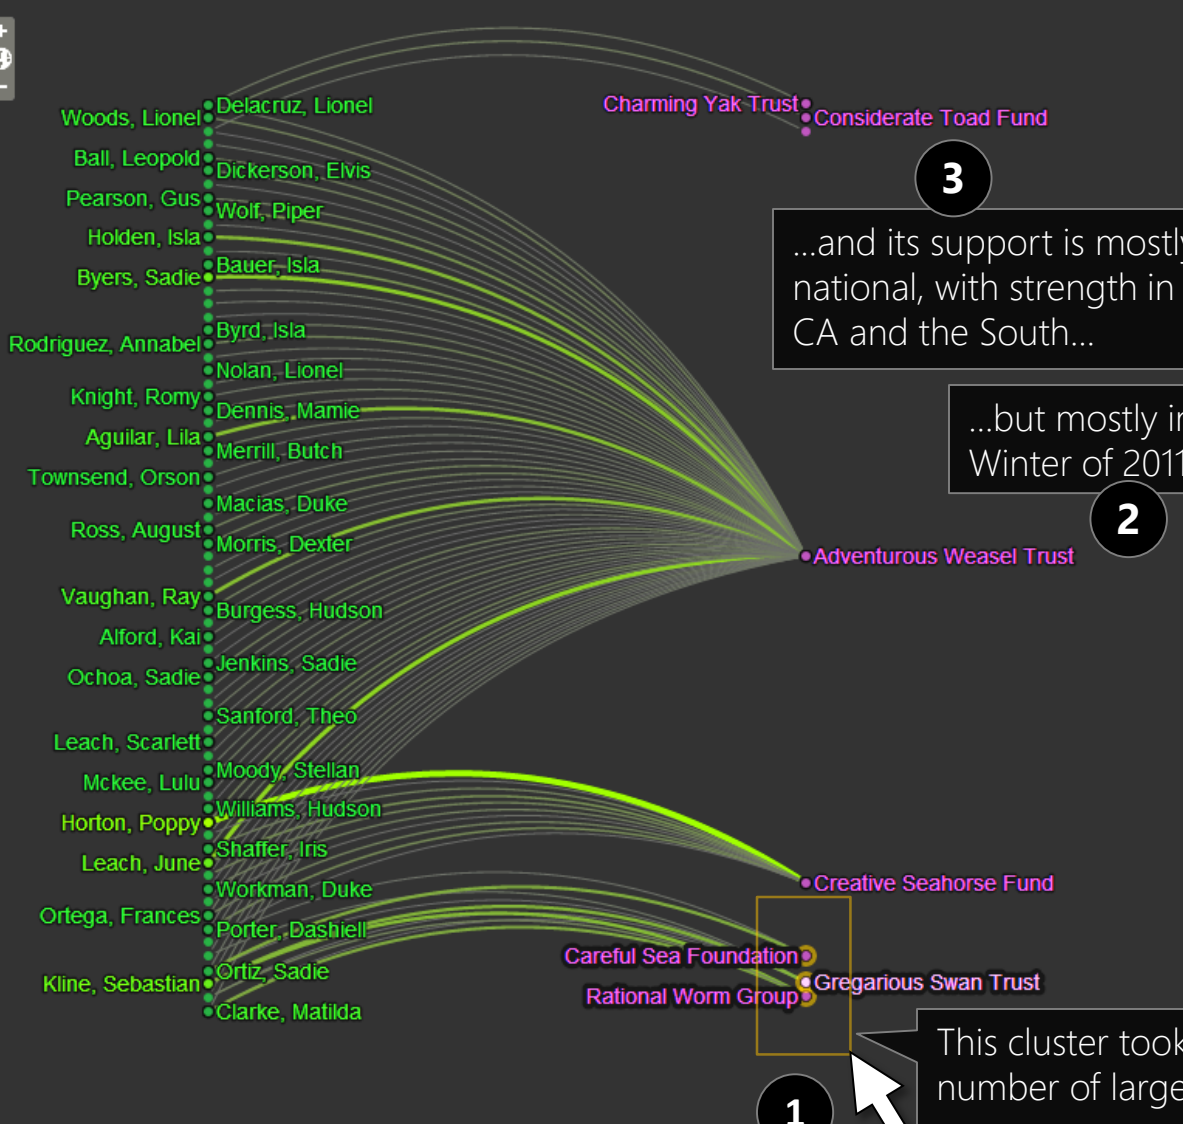 Delacruz, Lionel
Woods, Lionel
Ball, Leopold
Dickerson, Elvis
Pearson, Gus
Wolf, Piper
Holden, Isla
Bauer, Isla
Byers, Sadie
Byrd, Isla
Rodriguez, Annabel
Nolan, Lionel
Knight, Romy
Dennis, Mamie
Aguilar, Lila
Merrill, Butch
Townsend, Orson
Macias, Duke
Ross, August
Morris, Dexter
Vaughan, Ray
Burgess, Hudson
Alford, Kai
Jenkins, Sadie
Ochoa, Sadie
Sanford, Theo
Leach, Scarlett
Moody, Stellan
Mckee, Lulu
Williams, Hudson
Horton, Poppy
Shaffer, Iris
Leach, June
Workman, Duke
Ortega, Frances
Porter, Dashiell
Ortiz, Sadie
Kline, Sebastian
Clarke, Matilda
Charming Yak Trust
Considerate Toad Fund
3
...and its support is mostly
national, with strength in
CA and the South...
...but mostly in
Winter of 2011
2
Adventurous Weasel Trust
Creative Seahorse Fund
Careful Sea Foundation
Gregarious Swan Trust
Rational Worm Group
This cluster took
number of large
1